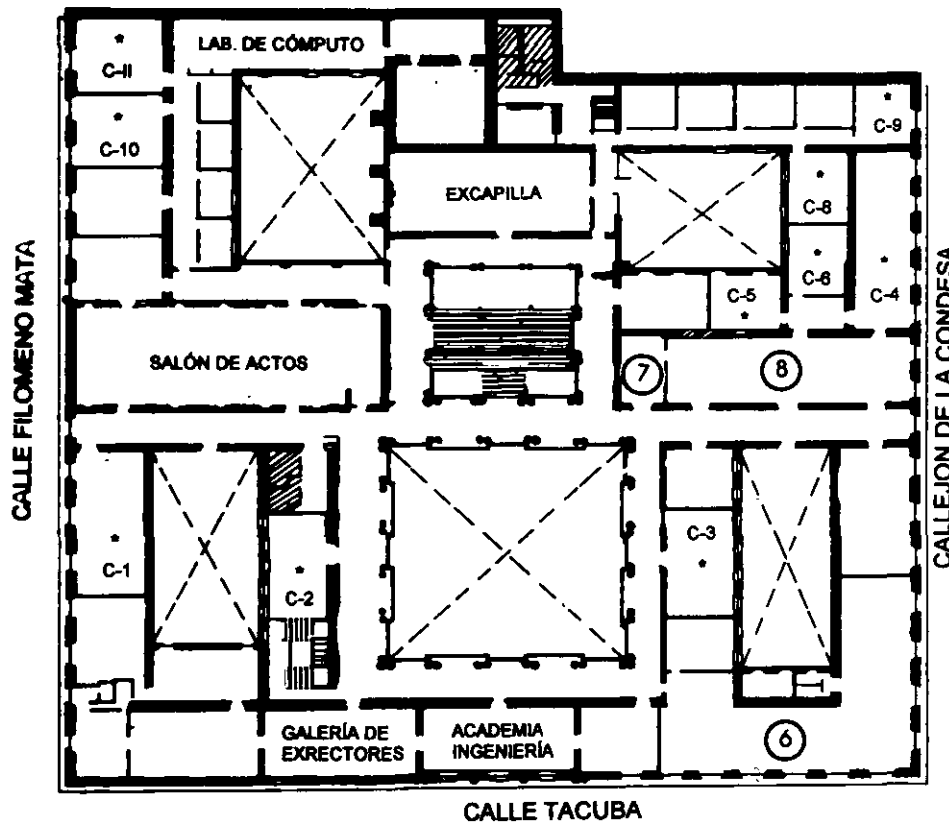 LAB. DE CÓMPUTO
*
C-II
*
C-10
*
C-9
EXCAPILLA
*
C-8
*
C-6
*
C-4
C-5
*
CALLE FILOMENO MATA
CALLEJON DE LA CONDESA
SALÓN DE ACTOS
7
8
*
C-1
*
C-2
C-3
*
GALERÍA DE
EXRECTORES
ACADEMIA
INGENIERÍA
6
CALLE TACUBA